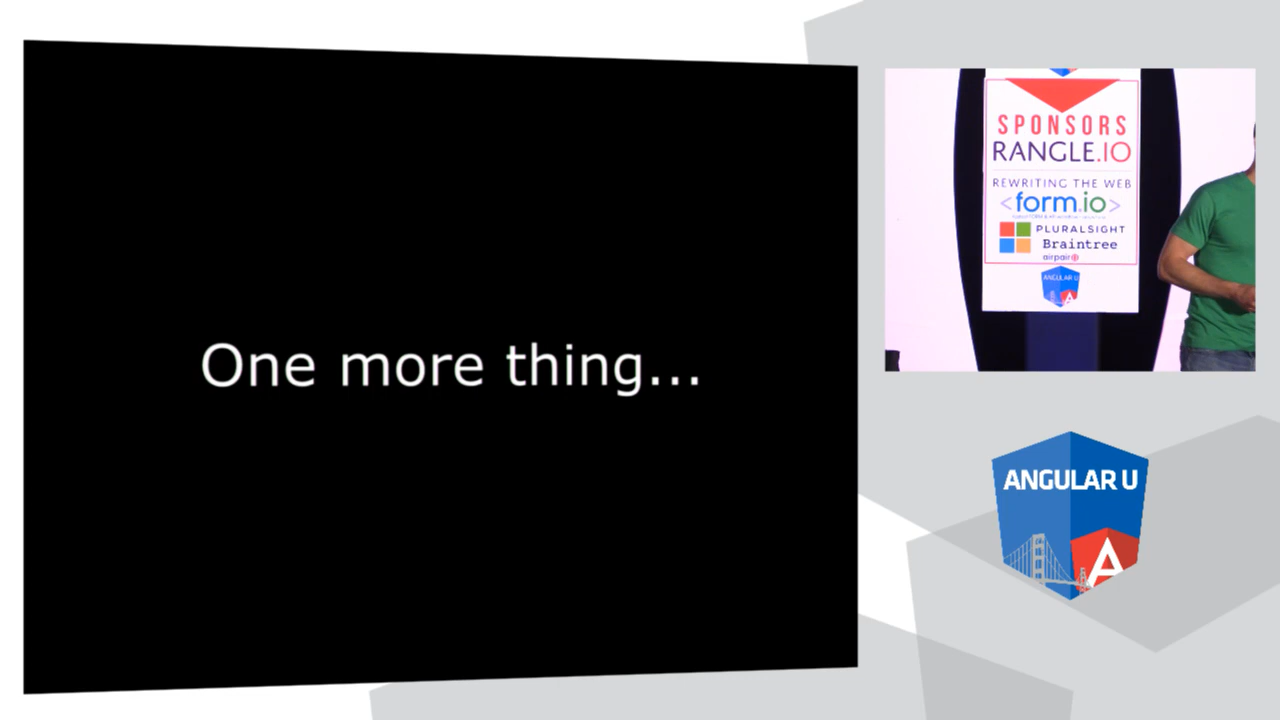 One more thing...
SPONSORS
RANGLE.IO
REWRITING THE WEB
<form.io>
PLURALSIGHT
Braintree
airpair
ANGULAR U
ANGULAR U